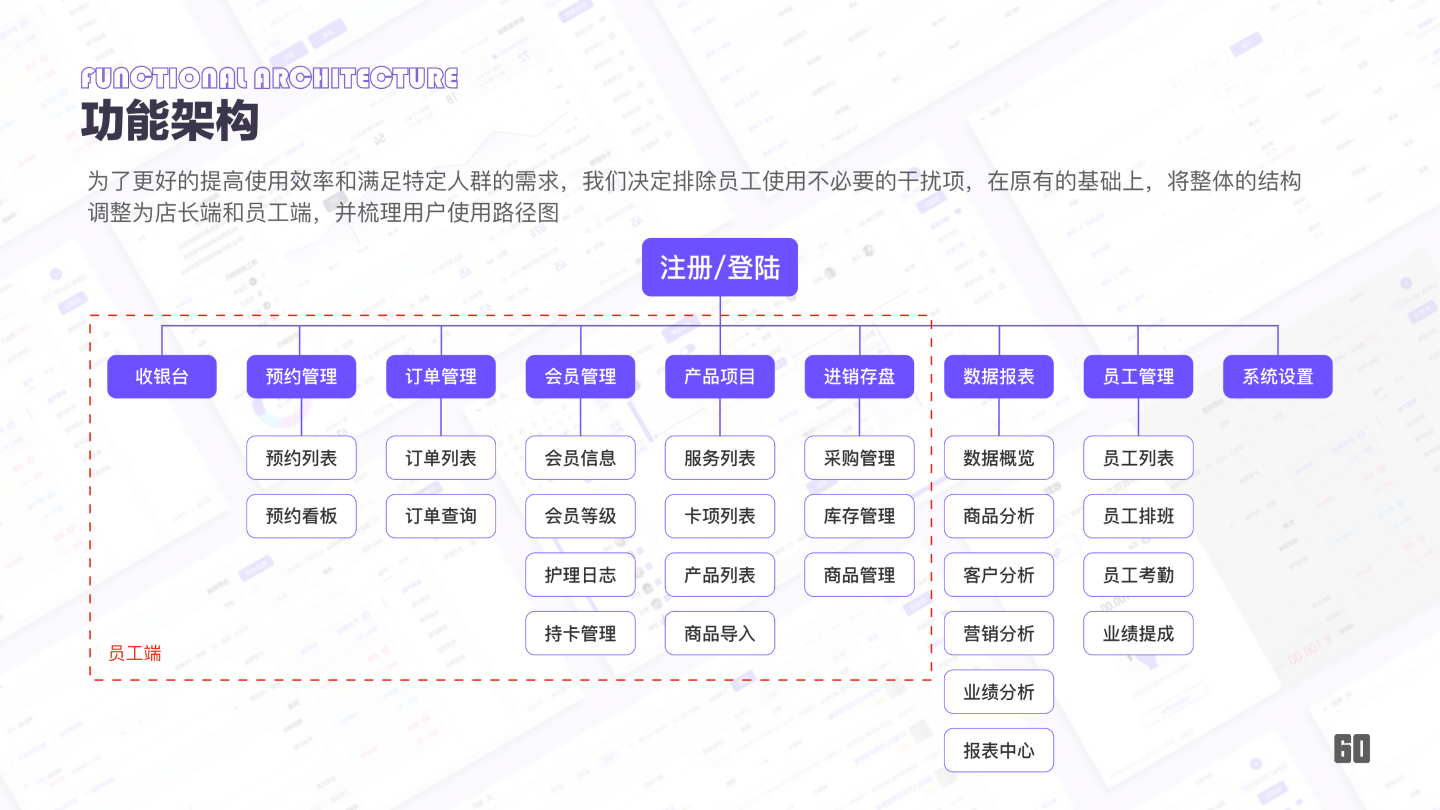 FUNCTIONAL ARCHITECTURE
功能架构
为了更好的提高使用效率和满足特定人群的需求，我们决定排除员工使用不必要的干扰项，在原有的基础上，将整体的结构
调整为店长端和员工端，并梳理用户使用路径图
注册/登陆
收银台
预约管理
订单管理
会员管理
产品项目
进销存盘
数据报表
员工管理
系统设置
预约列表
订单列表
会员信息
服务列表
采购管理
数据概览
员工列表
预约看板
订单查询
会员等级
卡项列表
库存管理
商品分析
员工排班
护理日志
产品列表
商品管理
客户分析
员工考勤
持卡管理
商品导入
营销分析
业绩提成
员工端
业绩分析
报表中心
60